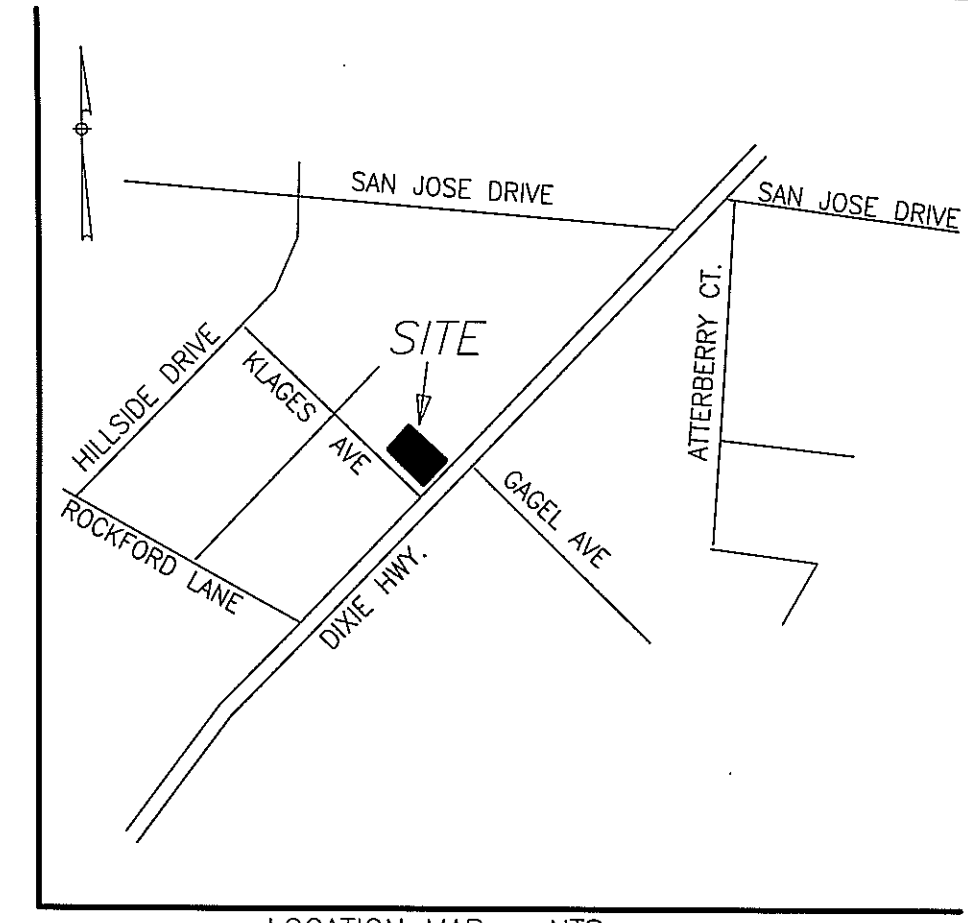 SAN JOSE DRIVE
SAN JOSE DRIVE
ATTERBERRY CT.
SITE
HILLSIDE DRIVE
KLAGES
AVE
GAGEL AVE
ROCKFORD LANE
DIXIE HWY.
LOCATION MAP NTS